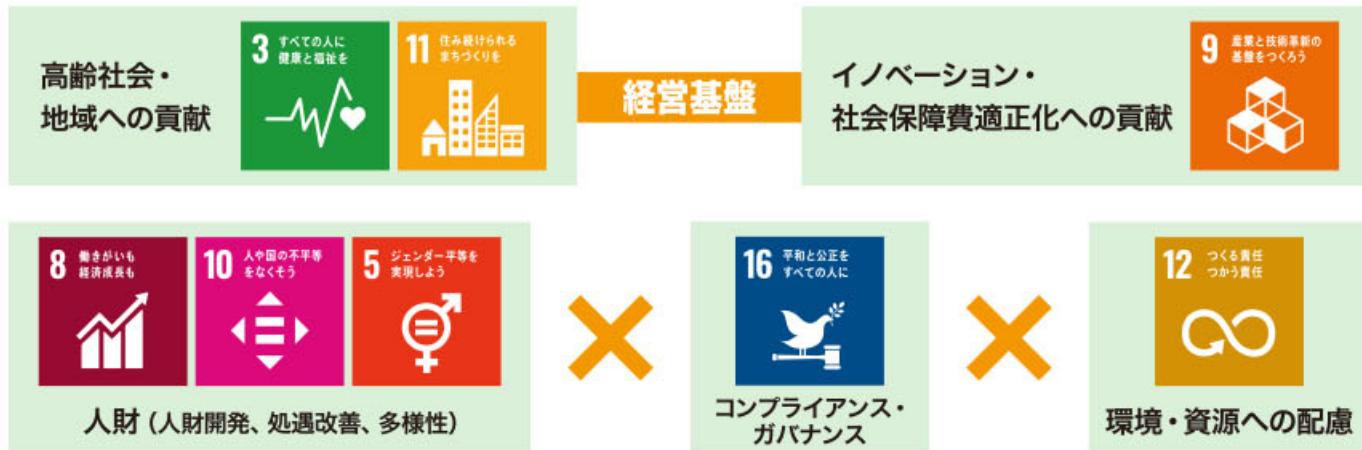 高齢社会・
地域への貢献
3 すべての人に
健康と福祉を
11 住み続けられる
まちづくりを
経営基盤
イノベーション・
社会保障費適正化への貢献
9 産業と技術革新の
基盤をつくろう
8 働きがいも
経済成長も
10 人や国の不平等
をなくそう
5 ジェンダー平等を
実現しよう
人財（人財開発、処遇改善、多様性）
16 平和と公正を
すべての人に
コンプライアンス・
ガバナンス
12 つくる責任
つかう責任
環境・資源への配慮